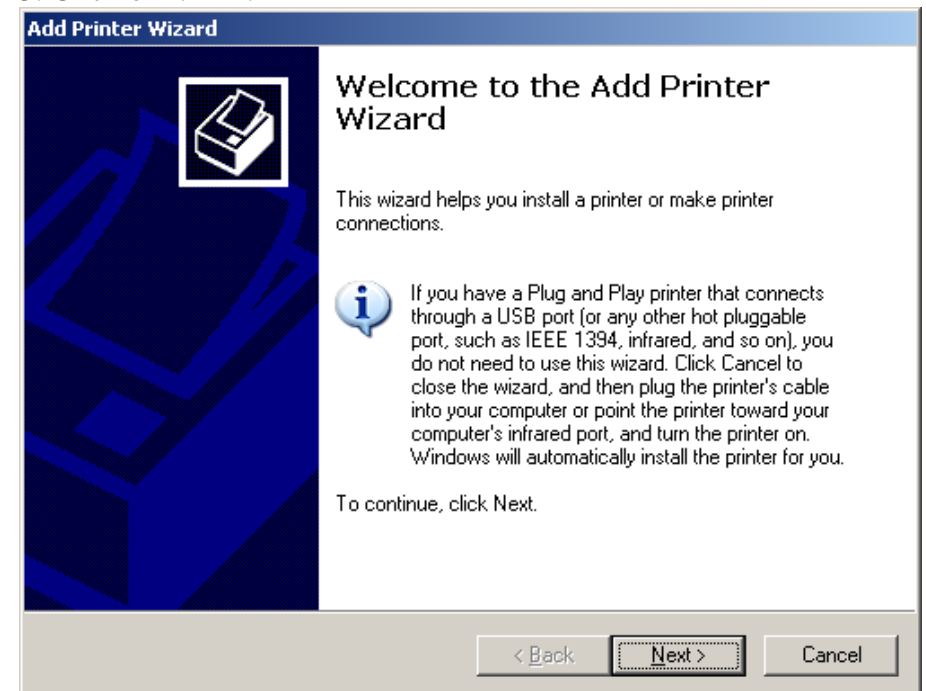 Add Printer Wizard
Welcome to the Add Printer
Wizard
This wizard helps you install a printer or make printer
connections.
If you have a Plug and Play printer that connects
through a USB port (or any other hot pluggable
port, such as IEEE 1394, infrared, and so on), you
do not need to use this wizard. Click Cancel to
close the wizard, and then plug the printer's cable
into your computer or point the printer toward your
computer's infrared port, and turn the printer on.
Windows will automatically install the printer for you.
To continue, click Next.
< Back Next > Cancel